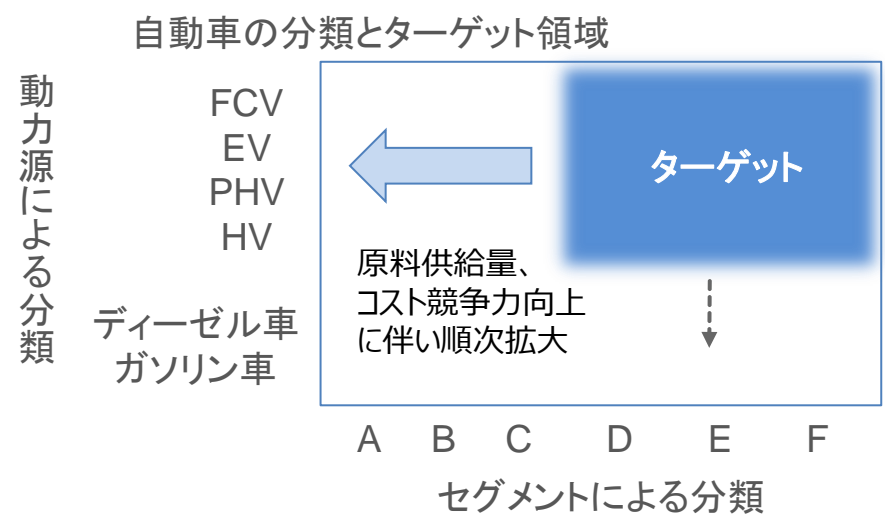 自動車の分類とターゲット領域
動力源による分類
FCV
EV
PHV
HV
ディーゼル車
ガソリン車
ターゲット
原料供給量、
コスト競争力向上
に伴い順次拡大
A B C D E F
セグメントによる分類